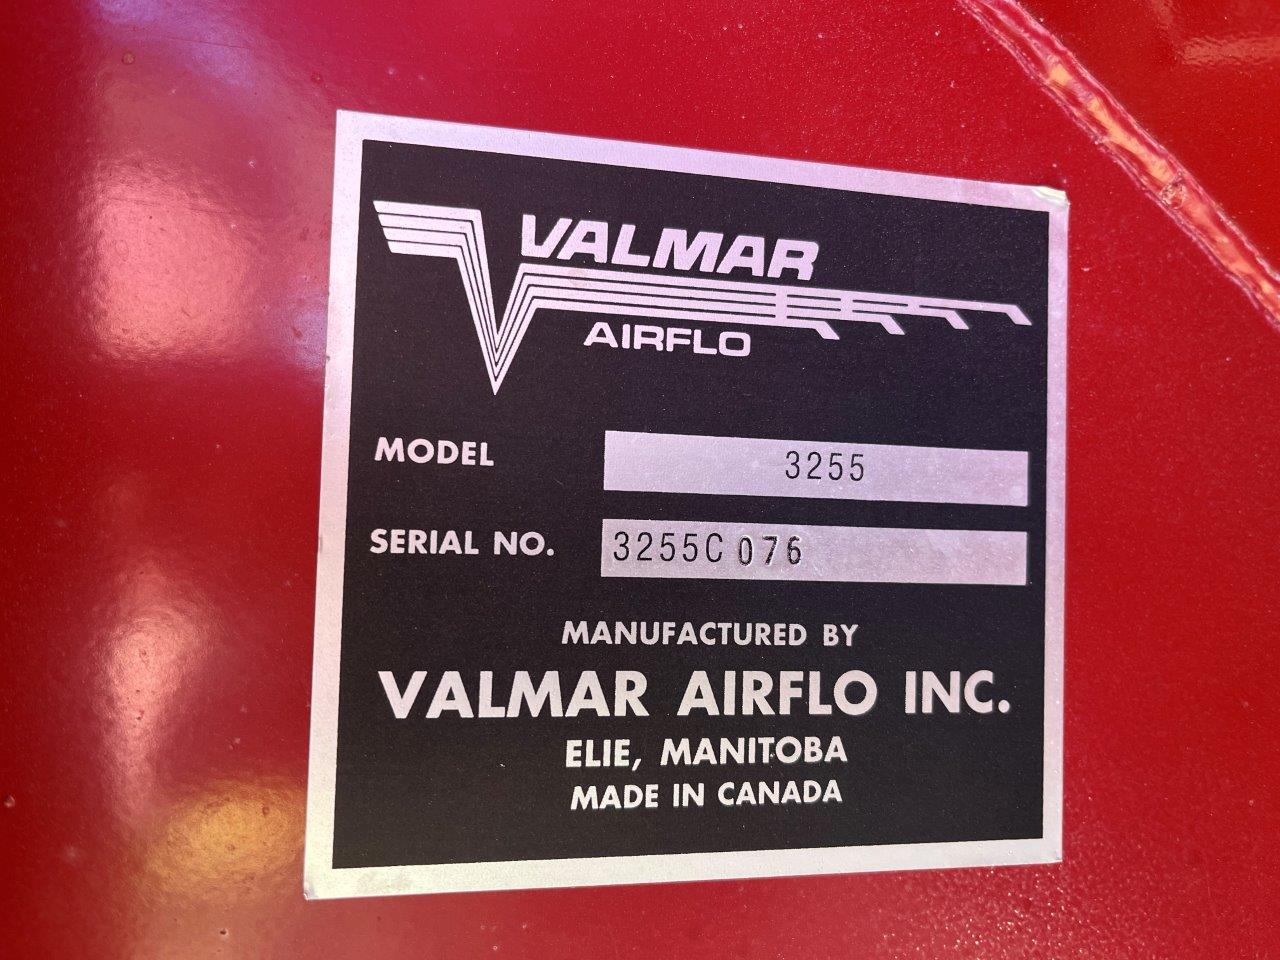 VALMAR
AIRFLO
MODEL 3255
SERIAL NO. 3255C 076
MANUFACTURED BY
VALMAR AIRFLO INC.
ELIE, MANITOBA
MADE IN CANADA